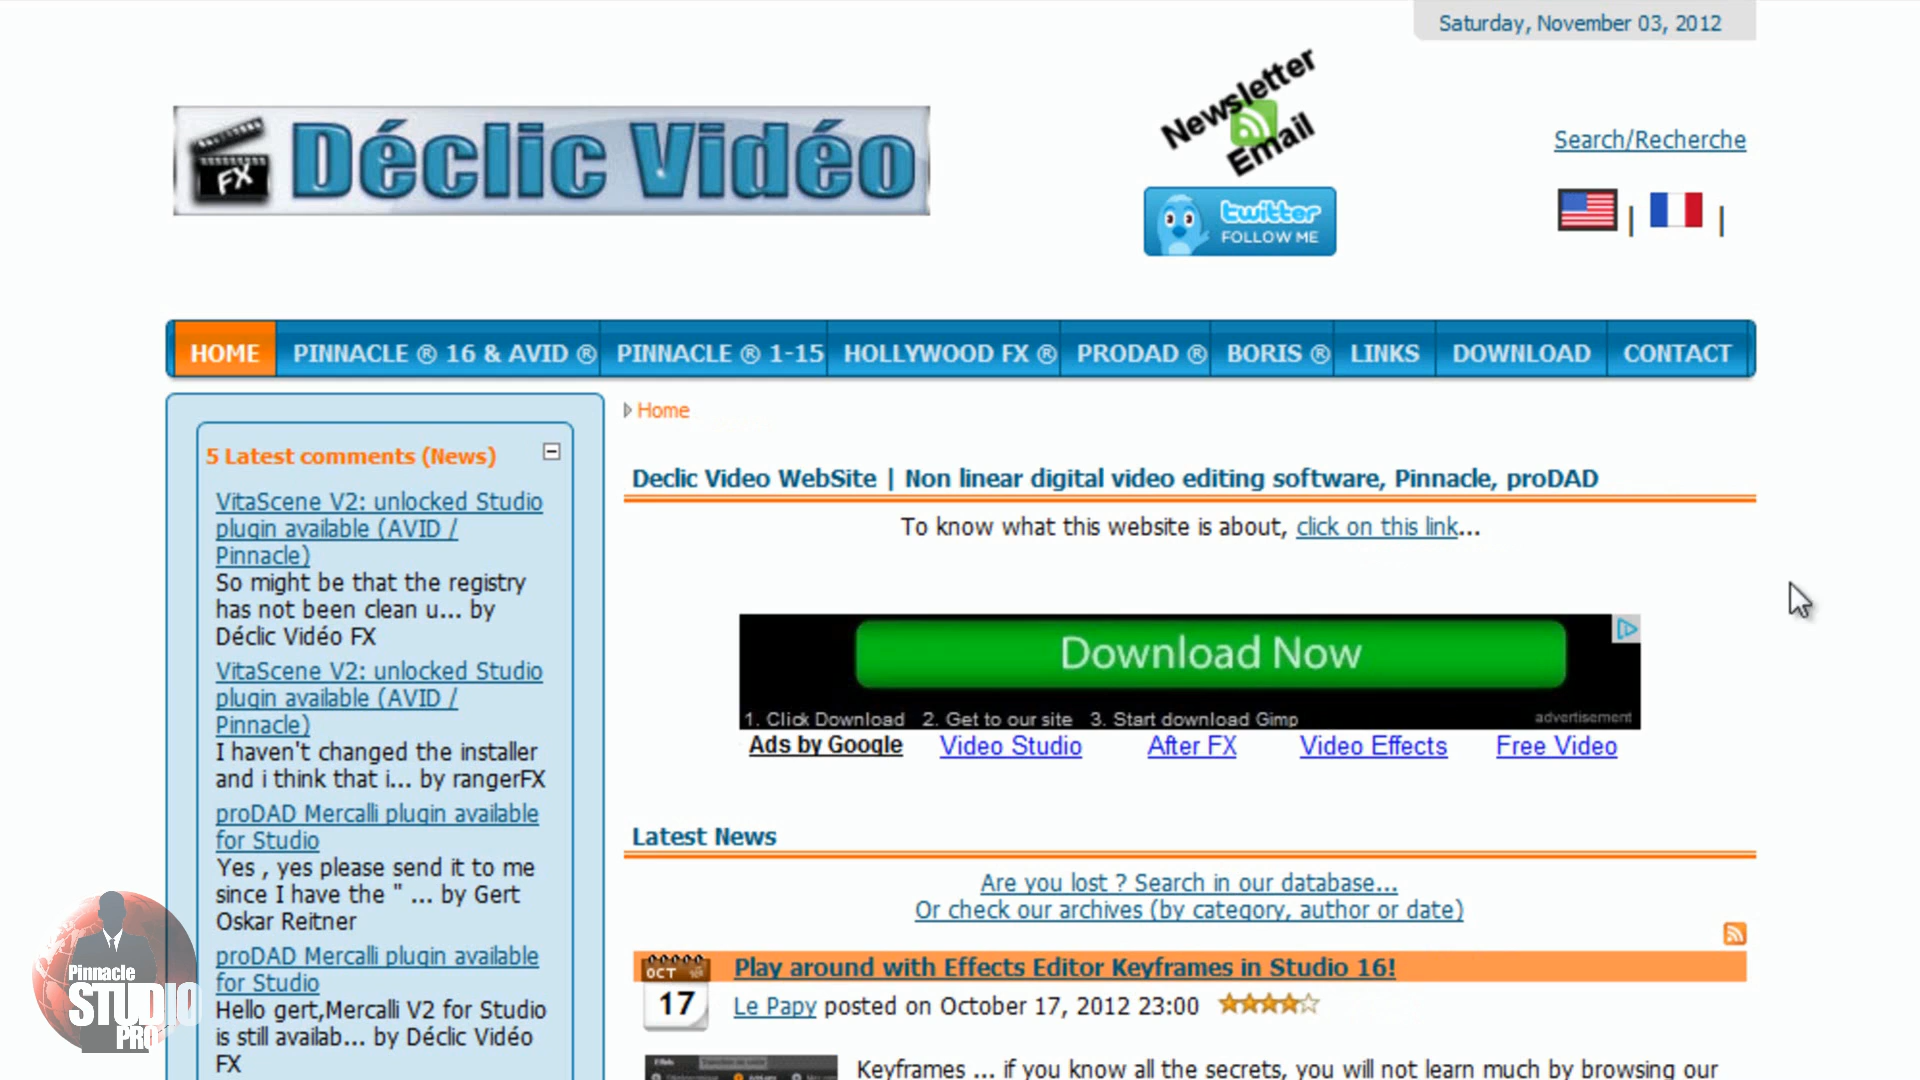 Saturday, November 03, 2012
Newsletter
Email
FX
Déclic Vidéo
Search/Recherche
twitter
FOLLOW ME
| |
HOME PINNACLE ® 16 & AVID ® PINNACLE ® 1-15 HOLLYWOOD FX ® PRODAD ® BORIS ® LINKS DOWNLOAD CONTACT
Home
5 Latest comments (News)
VitaScene V2: unlocked Studio
plugin available (AVID /
Pinnacle)
So might be that the registry
has not been clean u... by
Déclic Vidéo FX
VitaScene V2: unlocked Studio
plugin available (AVID /
Pinnacle)
I haven't changed the installer
and i think that i... by rangerFX
proDAD Mercalli plugin available
for Studio
Yes , yes please send it to me
since I have the " ... by Gert
Oskar Reitner
proDAD Mercalli plugin available
for Studio
Hello gert,Mercalli V2 for Studio
is still availab... by Déclic Vidéo
FX
Declic Video WebSite | Non linear digital video editing software, Pinnacle, proDAD
To know what this website is about, click on this link...
Download Now
1. Click Download 2. Get to our site 3. Start download Gimp
advertisement
Ads by Google Video Studio After FX Video Effects Free Video
Latest News
Are you lost ? Search in our database...
Or check our archives (by category, author or date)
OCT
17
Play around with Effects Editor Keyframes in Studio 16!
Le Papy posted on October 17, 2012 23:00
Keyframes ... if you know all the secrets, you will not learn much by browsing our
Pinnacle
STUDIO
PRO